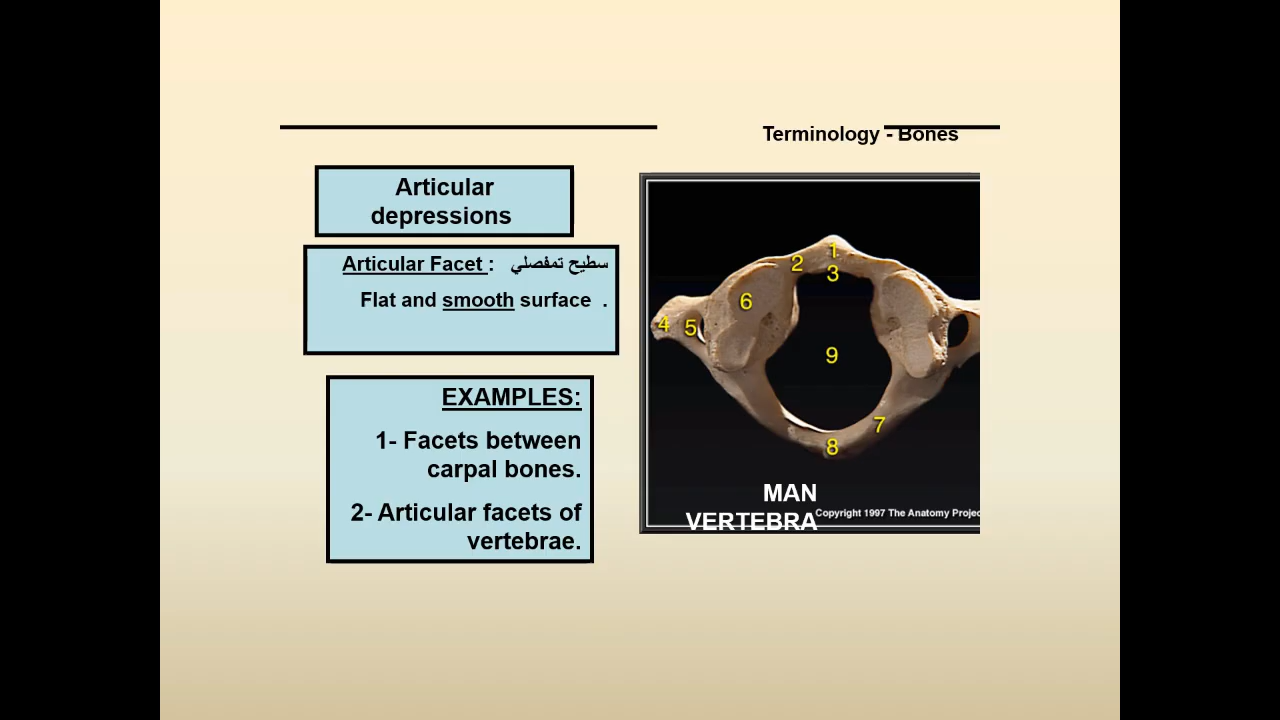 Terminology - Bones
Articular
depressions
Articular Facet : سطيح تمفصلي
Flat and smooth surface .
EXAMPLES:
1- Facets between
carpal bones.
2- Articular facets of
vertebrae.
1
2
3
6
4
5
9
7
8
MAN
VERTEBRA
Copyright 1997 The Anatomy Projec